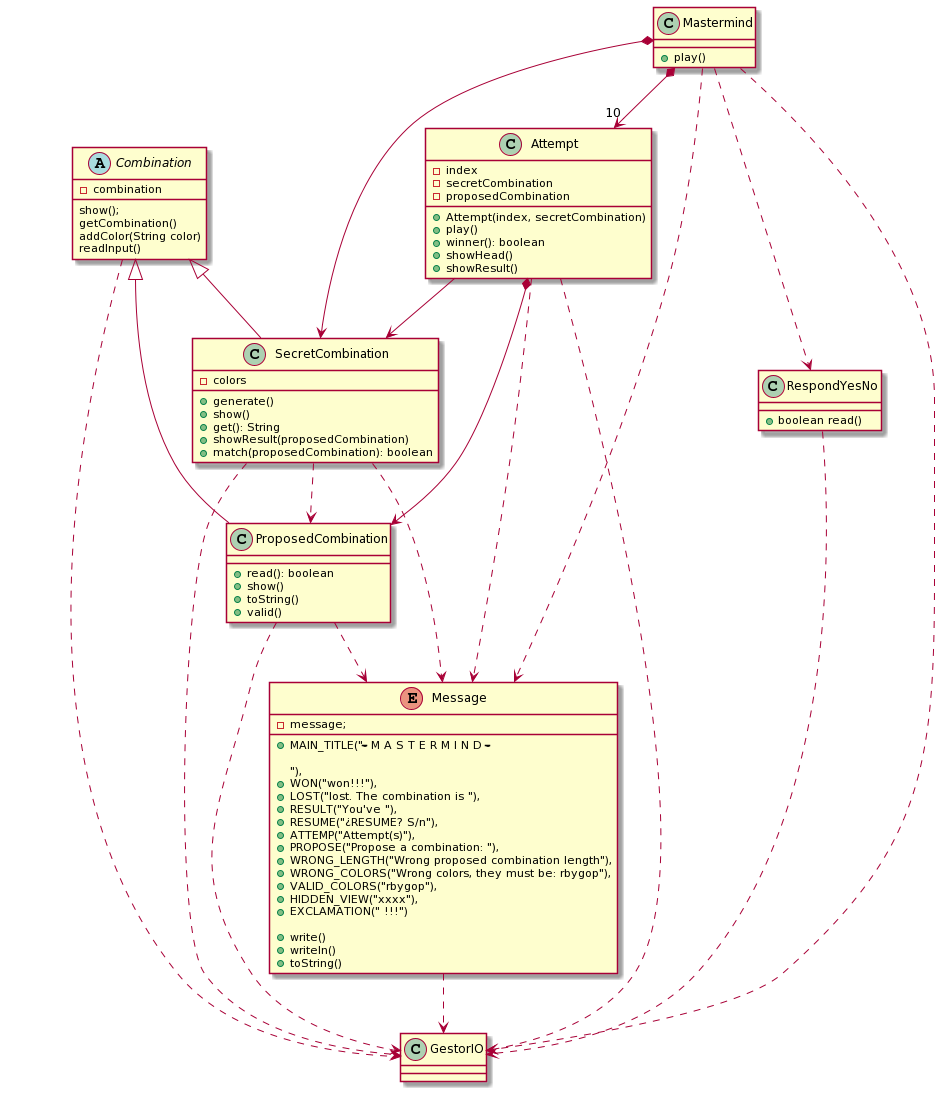 C Mastermind
play()
10
C Attempt
index
secretCombination
proposedCombination
Attempt(index, secretCombination)
play()
winner(): boolean
showHead()
showResult()
A Combination
combination
show();
getCombination()
addColor(String color)
readInput()
C SecretCombination
colors
generate()
show()
get(): String
showResult(proposedCombination)
match(proposedCombination): boolean
C RespondYesNo
boolean read()
C ProposedCombination
read(): boolean
show()
toString()
valid()
E Message
message;
MAIN_TITLE("~ M A S T E R M I N D ~
"),
WON("won!!!"),
LOST("lost. The combination is "),
RESULT("You've "),
RESUME("¿RESUME? S/n"),
ATTEMP("Attempt(s)"),
PROPOSE("Propose a combination: "),
WRONG_LENGTH("Wrong proposed combination length"),
WRONG_COLORS("Wrong colors, they must be: rbygop"),
VALID_COLORS("rbygop"),
HIDDEN_VIEW("xxxx"),
EXCLAMATION(" !!!")
write()
writeln()
toString()
C GestorIO